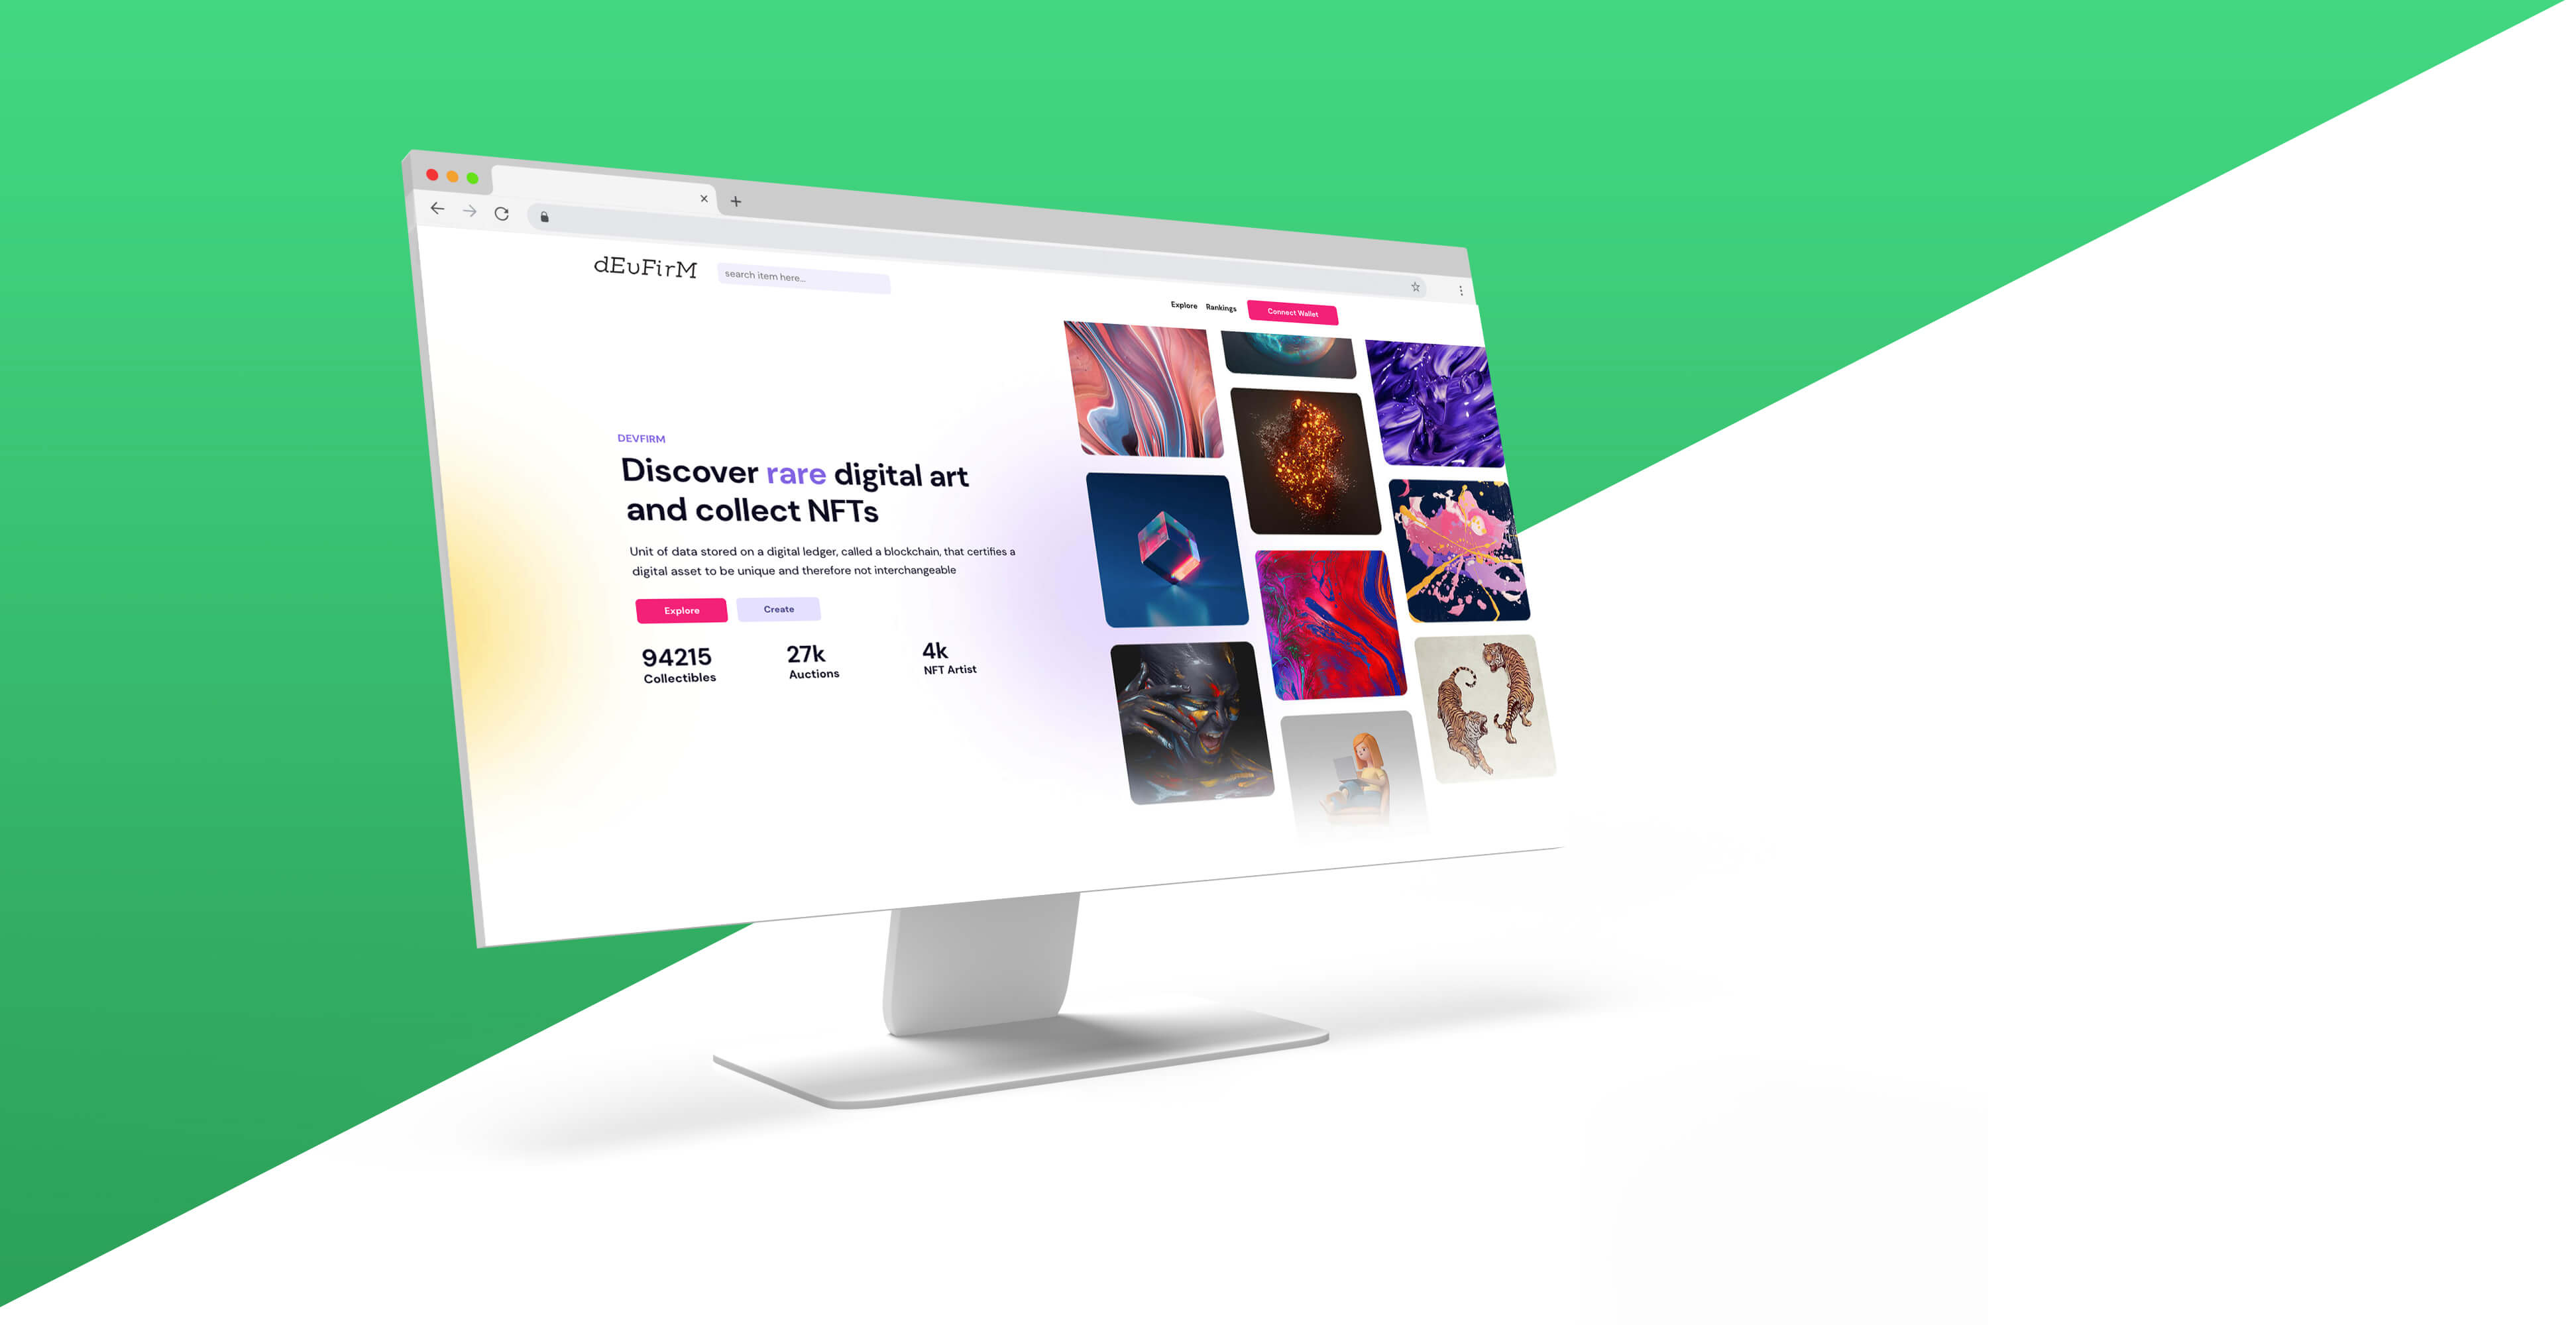 dEvFirM
search item here...
Explore Rankings Connect Wallet
DEVFIRM
Discover rare digital art
and collect NFTs
Unit of data stored on a digital ledger, called a blockchain, that certifies a
digital asset to be unique and therefore not interchangeable
Explore Create
94215 27k 4k
Collectibles Auctions NFT Artist